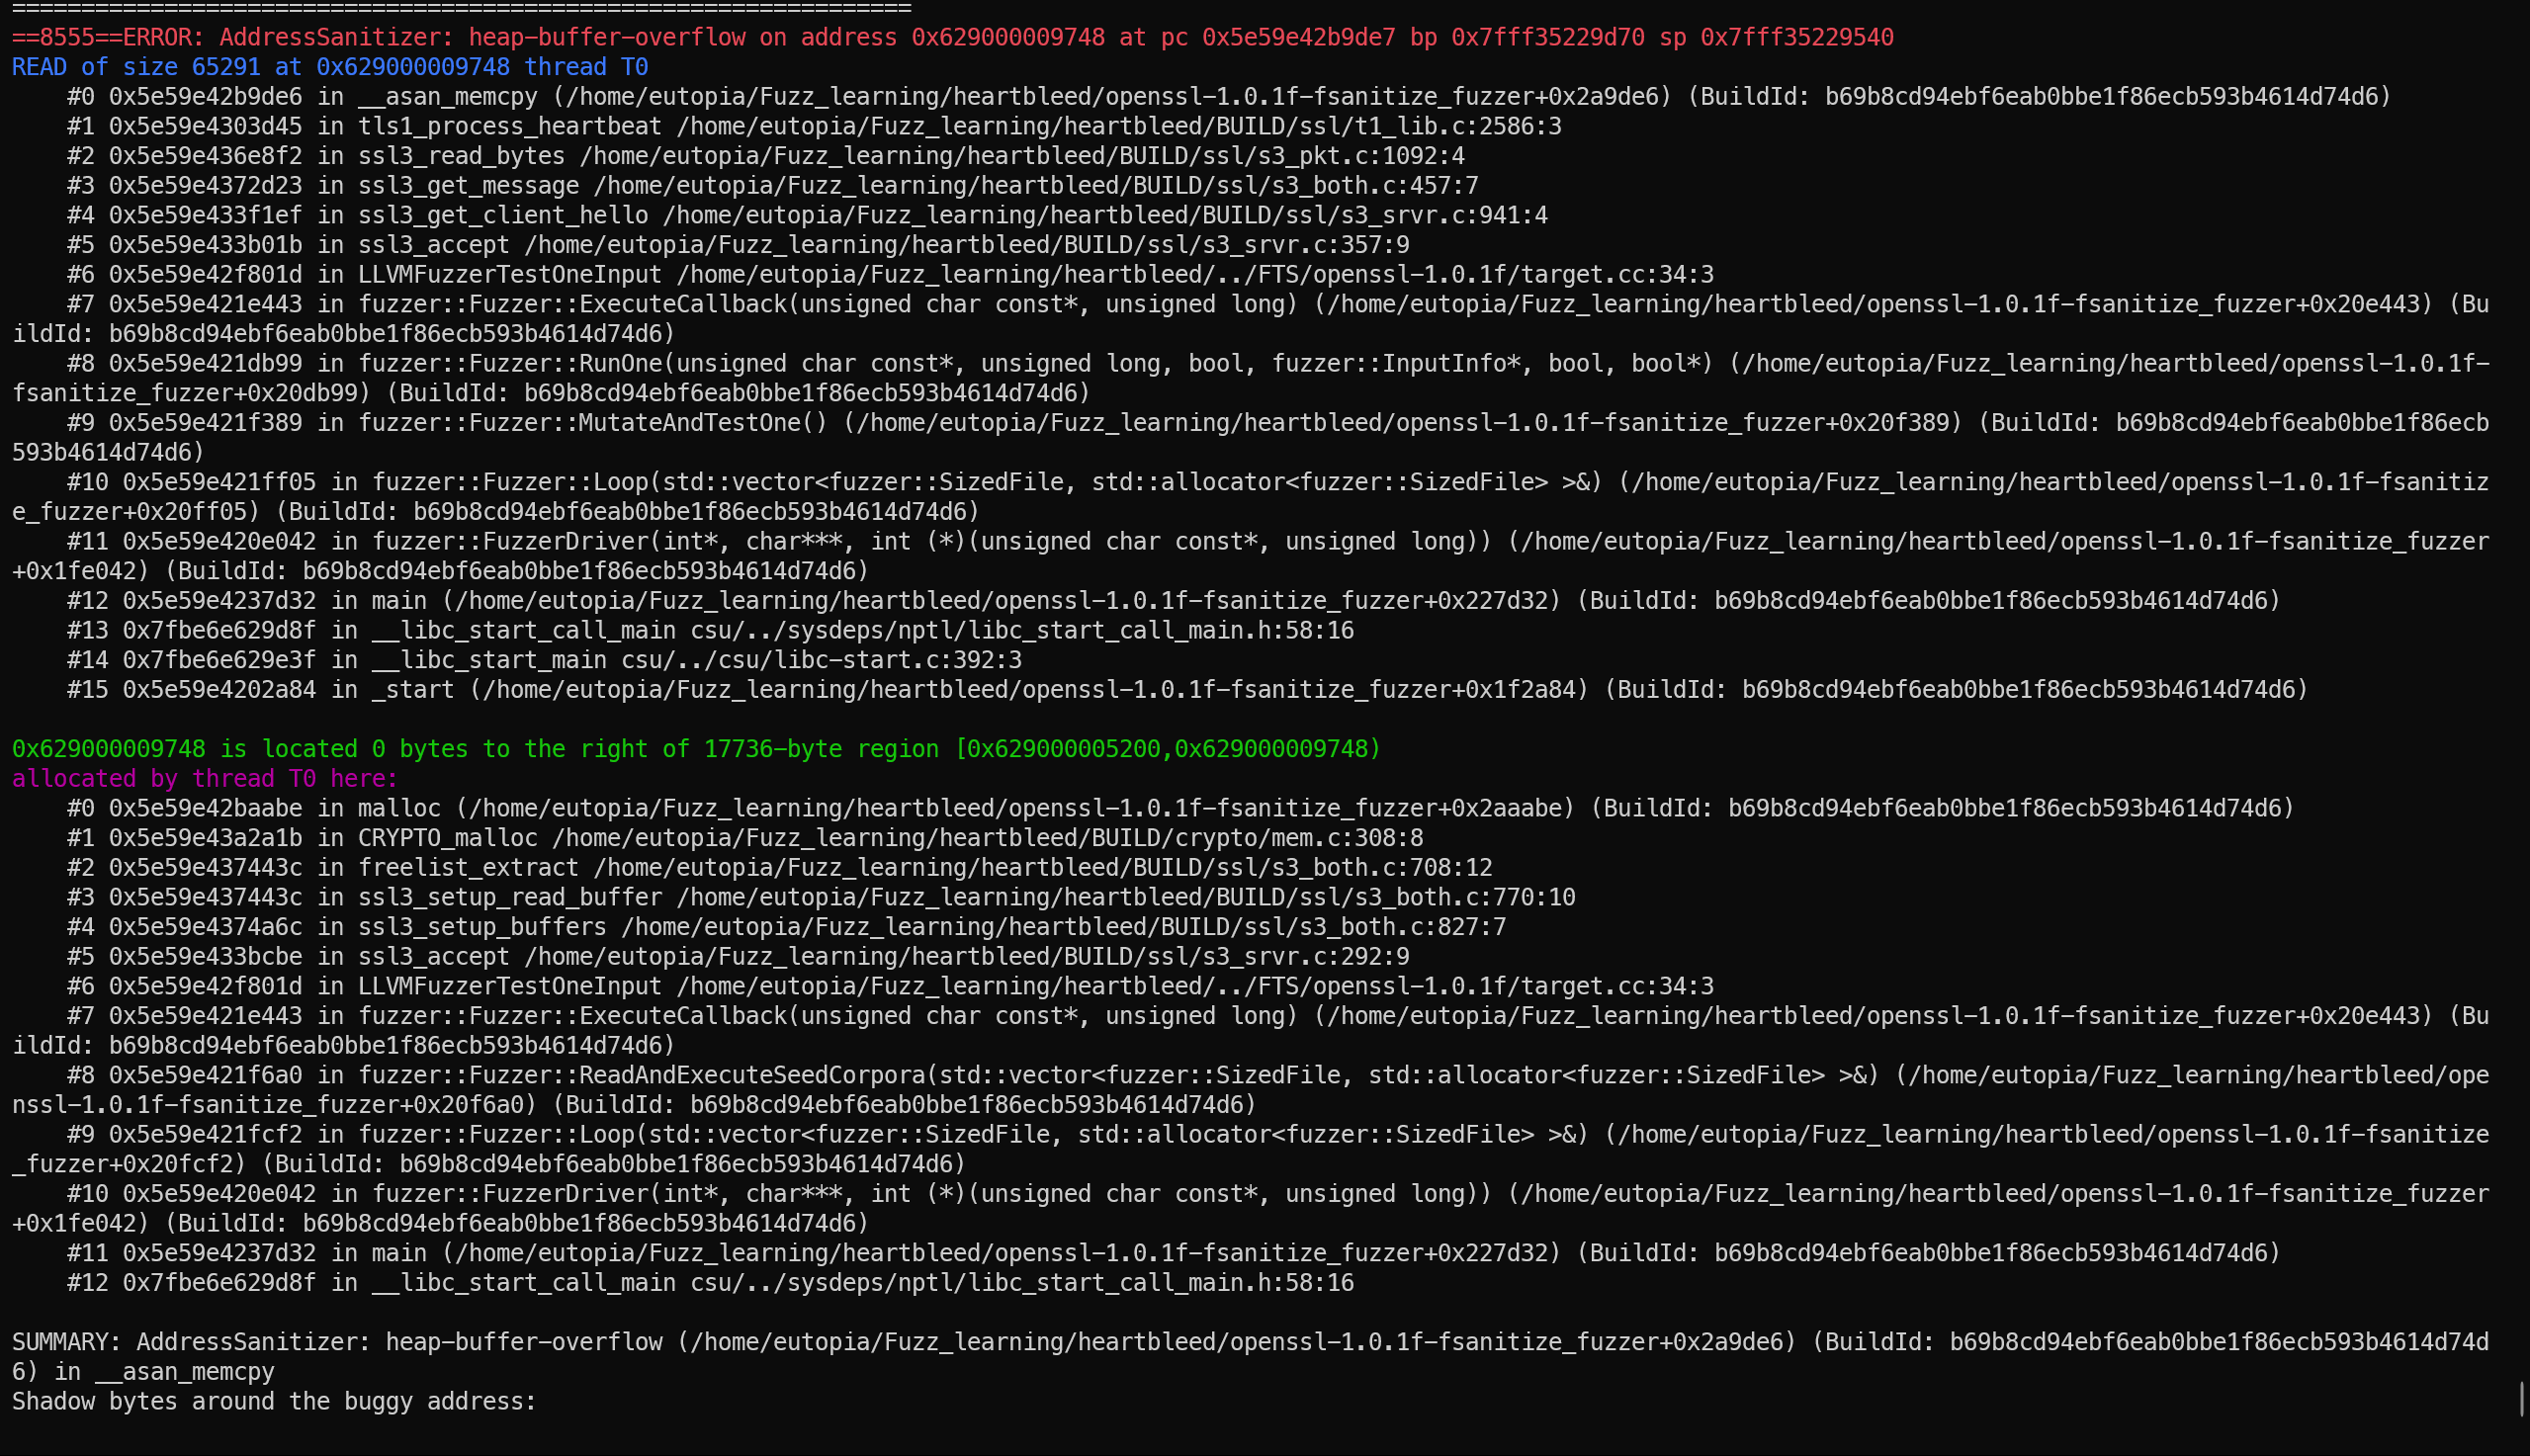 =================================================================
==8555==ERROR: AddressSanitizer: heap-buffer-overflow on address 0x629000009748 at pc 0x5e59e42b9de7 bp 0x7fff35229d70 sp 0x7fff35229540
READ of size 65291 at 0x629000009748 thread T0
    #0 0x5e59e42b9de6 in __asan_memcpy (/home/eutopia/Fuzz_learning/heartbleed/openssl-1.0.1f-fsanitize_fuzzer+0x2a9de6) (BuildId: b69b8cd94ebf6eab0bbe1f86ecb593b4614d74d6)
    #1 0x5e59e4303d45 in tls1_process_heartbeat /home/eutopia/Fuzz_learning/heartbleed/BUILD/ssl/t1_lib.c:2586:3
    #2 0x5e59e436e8f2 in ssl3_read_bytes /home/eutopia/Fuzz_learning/heartbleed/BUILD/ssl/s3_pkt.c:1092:4
    #3 0x5e59e4372d23 in ssl3_get_message /home/eutopia/Fuzz_learning/heartbleed/BUILD/ssl/s3_both.c:457:7
    #4 0x5e59e433f1ef in ssl3_get_client_hello /home/eutopia/Fuzz_learning/heartbleed/BUILD/ssl/s3_srvr.c:941:4
    #5 0x5e59e433b01b in ssl3_accept /home/eutopia/Fuzz_learning/heartbleed/BUILD/ssl/s3_srvr.c:357:9
    #6 0x5e59e42f801d in LLVMFuzzerTestOneInput /home/eutopia/Fuzz_learning/heartbleed/../FTS/openssl-1.0.1f/target.cc:34:3
    #7 0x5e59e421e443 in fuzzer::Fuzzer::ExecuteCallback(unsigned char const*, unsigned long) (/home/eutopia/Fuzz_learning/heartbleed/openssl-1.0.1f-fsanitize_fuzzer+0x20e443) (Bu
ildId: b69b8cd94ebf6eab0bbe1f86ecb593b4614d74d6)
    #8 0x5e59e421db99 in fuzzer::Fuzzer::RunOne(unsigned char const*, unsigned long, bool, fuzzer::InputInfo*, bool, bool*) (/home/eutopia/Fuzz_learning/heartbleed/openssl-1.0.1f-
fsanitize_fuzzer+0x20db99) (BuildId: b69b8cd94ebf6eab0bbe1f86ecb593b4614d74d6)
    #9 0x5e59e421f389 in fuzzer::Fuzzer::MutateAndTestOne() (/home/eutopia/Fuzz_learning/heartbleed/openssl-1.0.1f-fsanitize_fuzzer+0x20f389) (BuildId: b69b8cd94ebf6eab0bbe1f86ecb
593b4614d74d6)
    #10 0x5e59e421ff05 in fuzzer::Fuzzer::Loop(std::vector<fuzzer::SizedFile, std::allocator<fuzzer::SizedFile> >&) (/home/eutopia/Fuzz_learning/heartbleed/openssl-1.0.1f-fsanitiz
e_fuzzer+0x20ff05) (BuildId: b69b8cd94ebf6eab0bbe1f86ecb593b4614d74d6)
    #11 0x5e59e420e042 in fuzzer::FuzzerDriver(int*, char***, int (*)(unsigned char const*, unsigned long)) (/home/eutopia/Fuzz_learning/heartbleed/openssl-1.0.1f-fsanitize_fuzzer
+0x1fe042) (BuildId: b69b8cd94ebf6eab0bbe1f86ecb593b4614d74d6)
    #12 0x5e59e4237d32 in main (/home/eutopia/Fuzz_learning/heartbleed/openssl-1.0.1f-fsanitize_fuzzer+0x227d32) (BuildId: b69b8cd94ebf6eab0bbe1f86ecb593b4614d74d6)
    #13 0x7fbe6e629d8f in __libc_start_call_main csu/../sysdeps/nptl/libc_start_call_main.h:58:16
    #14 0x7fbe6e629e3f in __libc_start_main csu/../csu/libc-start.c:392:3
    #15 0x5e59e4202a84 in _start (/home/eutopia/Fuzz_learning/heartbleed/openssl-1.0.1f-fsanitize_fuzzer+0x1f2a84) (BuildId: b69b8cd94ebf6eab0bbe1f86ecb593b4614d74d6)

0x629000009748 is located 0 bytes to the right of 17736-byte region [0x629000005200,0x629000009748)
allocated by thread T0 here:
    #0 0x5e59e42baabe in malloc (/home/eutopia/Fuzz_learning/heartbleed/openssl-1.0.1f-fsanitize_fuzzer+0x2aaabe) (BuildId: b69b8cd94ebf6eab0bbe1f86ecb593b4614d74d6)
    #1 0x5e59e43a2a1b in CRYPTO_malloc /home/eutopia/Fuzz_learning/heartbleed/BUILD/crypto/mem.c:308:8
    #2 0x5e59e437443c in freelist_extract /home/eutopia/Fuzz_learning/heartbleed/BUILD/ssl/s3_both.c:708:12
    #3 0x5e59e437443c in ssl3_setup_read_buffer /home/eutopia/Fuzz_learning/heartbleed/BUILD/ssl/s3_both.c:770:10
    #4 0x5e59e4374a6c in ssl3_setup_buffers /home/eutopia/Fuzz_learning/heartbleed/BUILD/ssl/s3_both.c:827:7
    #5 0x5e59e433bcbe in ssl3_accept /home/eutopia/Fuzz_learning/heartbleed/BUILD/ssl/s3_srvr.c:292:9
    #6 0x5e59e42f801d in LLVMFuzzerTestOneInput /home/eutopia/Fuzz_learning/heartbleed/../FTS/openssl-1.0.1f/target.cc:34:3
    #7 0x5e59e421e443 in fuzzer::Fuzzer::ExecuteCallback(unsigned char const*, unsigned long) (/home/eutopia/Fuzz_learning/heartbleed/openssl-1.0.1f-fsanitize_fuzzer+0x20e443) (Bu
ildId: b69b8cd94ebf6eab0bbe1f86ecb593b4614d74d6)
    #8 0x5e59e421f6a0 in fuzzer::Fuzzer::ReadAndExecuteSeedCorpora(std::vector<fuzzer::SizedFile, std::allocator<fuzzer::SizedFile> >&) (/home/eutopia/Fuzz_learning/heartbleed/ope
nssl-1.0.1f-fsanitize_fuzzer+0x20f6a0) (BuildId: b69b8cd94ebf6eab0bbe1f86ecb593b4614d74d6)
    #9 0x5e59e421fcf2 in fuzzer::Fuzzer::Loop(std::vector<fuzzer::SizedFile, std::allocator<fuzzer::SizedFile> >&) (/home/eutopia/Fuzz_learning/heartbleed/openssl-1.0.1f-fsanitize
_fuzzer+0x20fcf2) (BuildId: b69b8cd94ebf6eab0bbe1f86ecb593b4614d74d6)
    #10 0x5e59e420e042 in fuzzer::FuzzerDriver(int*, char***, int (*)(unsigned char const*, unsigned long)) (/home/eutopia/Fuzz_learning/heartbleed/openssl-1.0.1f-fsanitize_fuzzer
+0x1fe042) (BuildId: b69b8cd94ebf6eab0bbe1f86ecb593b4614d74d6)
    #11 0x5e59e4237d32 in main (/home/eutopia/Fuzz_learning/heartbleed/openssl-1.0.1f-fsanitize_fuzzer+0x227d32) (BuildId: b69b8cd94ebf6eab0bbe1f86ecb593b4614d74d6)
    #12 0x7fbe6e629d8f in __libc_start_call_main csu/../sysdeps/nptl/libc_start_call_main.h:58:16

SUMMARY: AddressSanitizer: heap-buffer-overflow (/home/eutopia/Fuzz_learning/heartbleed/openssl-1.0.1f-fsanitize_fuzzer+0x2a9de6) (BuildId: b69b8cd94ebf6eab0bbe1f86ecb593b4614d74d
6) in __asan_memcpy
Shadow bytes around the buggy address: